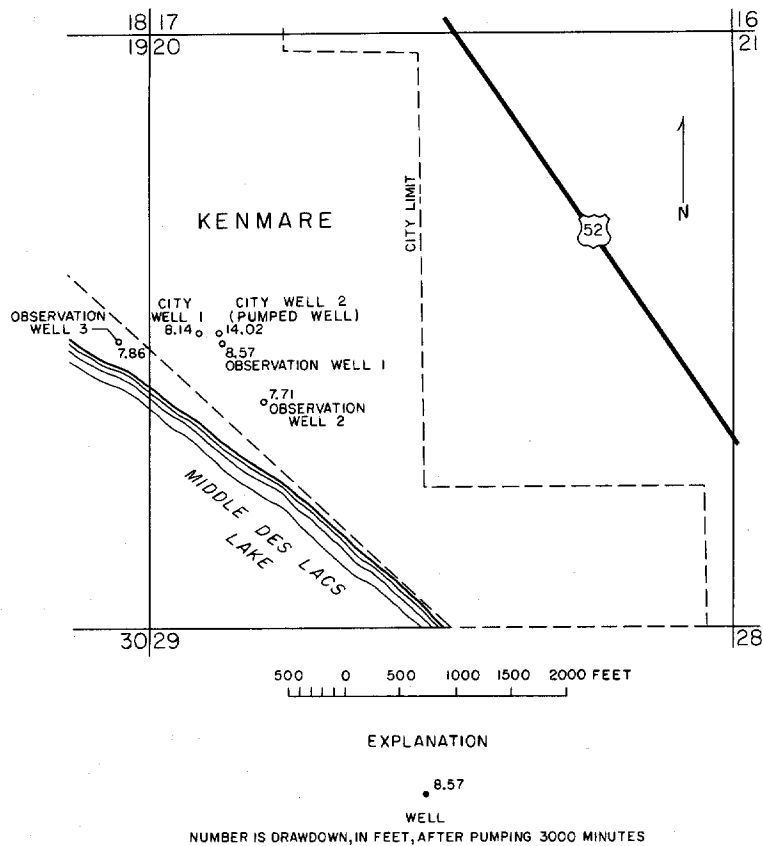 18 17
19 20
16
21
CITY LIMIT
N
52
KENMARE
CITY
WELL 1
8.14
CITY WELL 2
(PUMPED WELL)
14.02
OBSERVATION
WELL 3
7.86
8.57
OBSERVATION WELL 1
7.71
OBSERVATION
WELL 2
MIDDLE DES LACS
LAKE
30 29
28
500 0 500 1000 1500 2000 FEET
EXPLANATION
8.57
WELL
NUMBER IS DRAWDOWN, IN FEET, AFTER PUMPING 3000 MINUTES